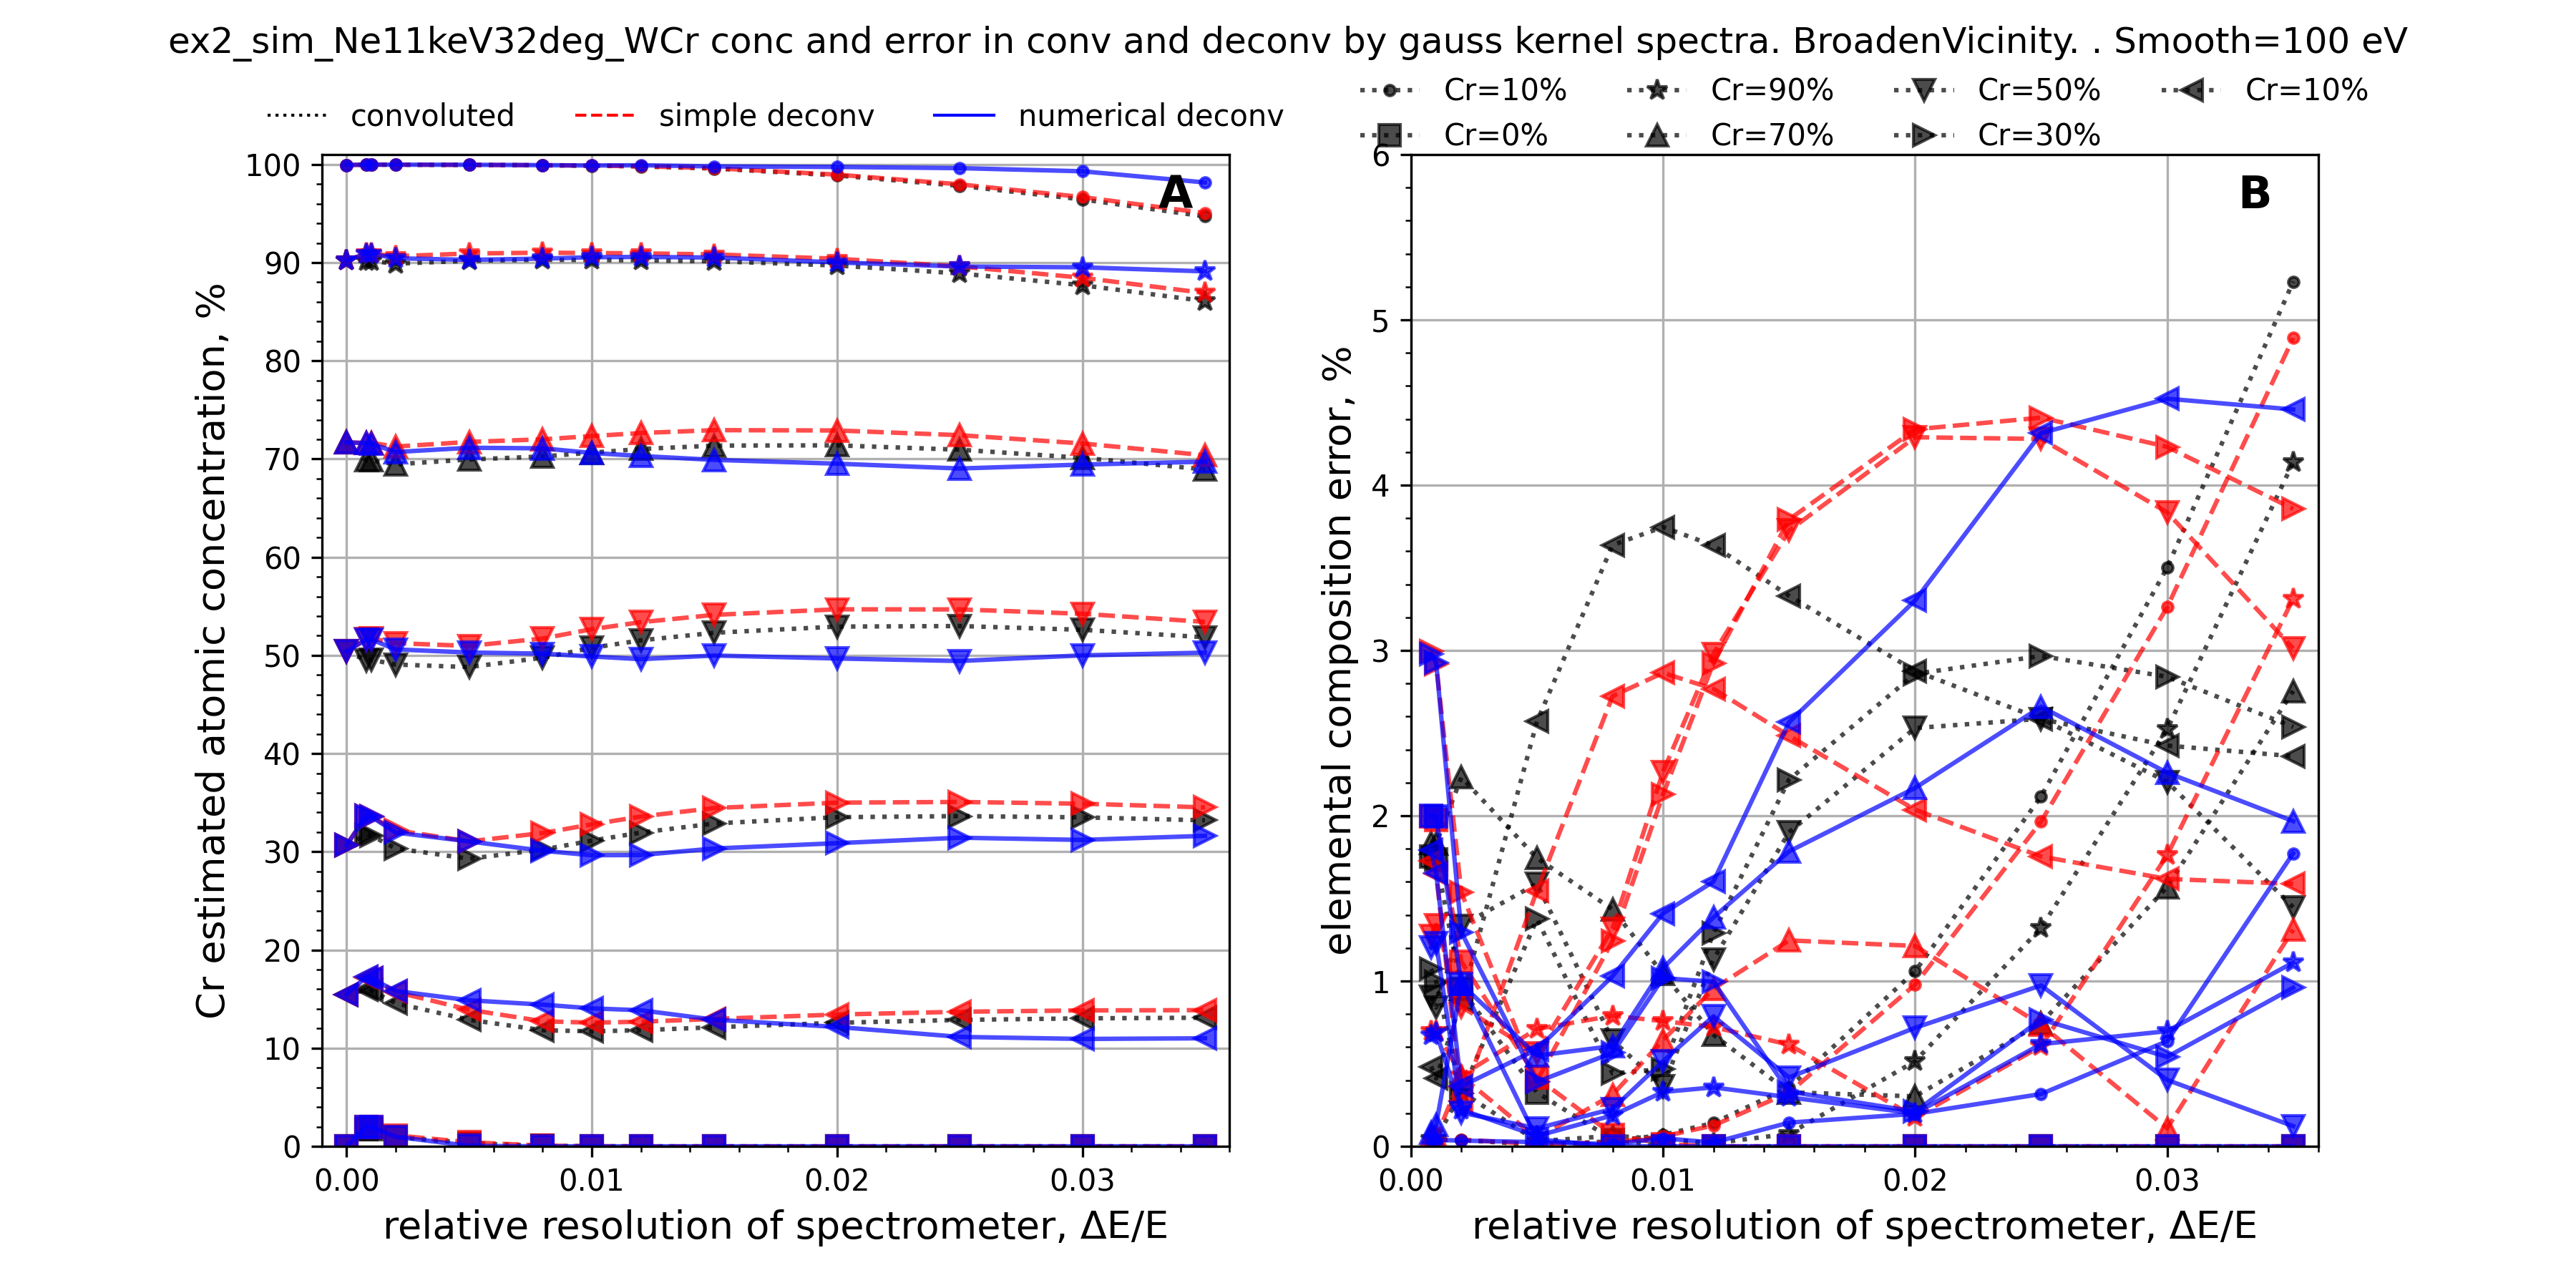 ex2_sim_Ne11keV32deg_WCr conc and error in conv and deconv by gauss kernel spectra. BroadenVicinity. . Smooth=100 eV
convoluted simple deconv numerical deconv
Cr=10% Cr=90% Cr=50% Cr=10%
Cr=0% Cr=70% Cr=30%
A
100
90
80
70
60
50
40
30
20
10
0
Cr estimated atomic concentration, %
0.00 0.01 0.02 0.03
relative resolution of spectrometer, ΔE/E
B
6
5
4
3
2
1
0
elemental composition error, %
0.00 0.01 0.02 0.03
relative resolution of spectrometer, ΔE/E